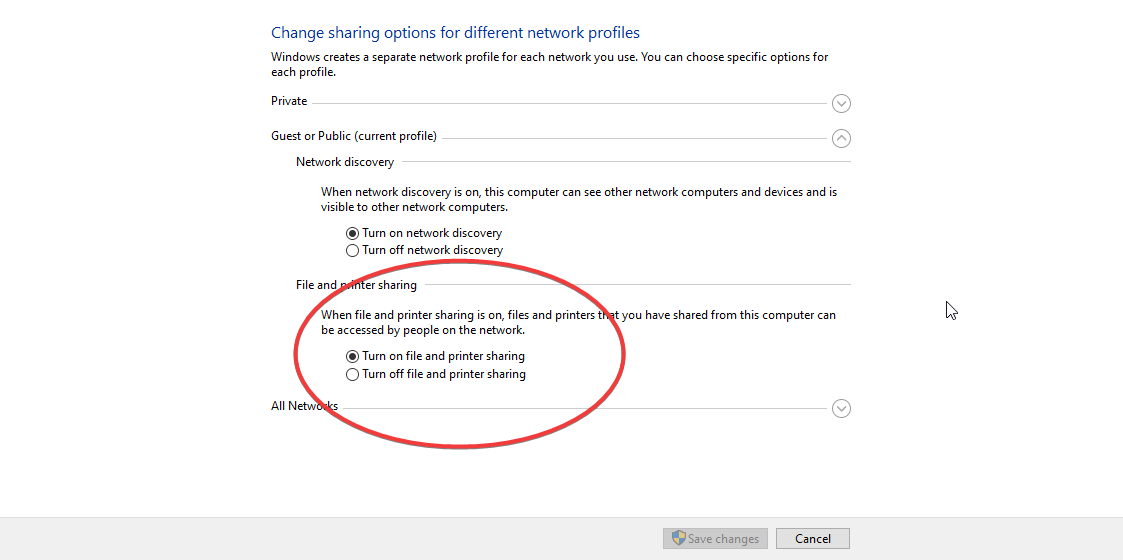 Change sharing options for different network profiles
Windows creates a separate network profile for each network you use. You can choose specific options for
each profile.
Private
Guest or Public (current profile)
Network discovery
When network discovery is on, this computer can see other network computers and devices and is
visible to other network computers.
Turn on network discovery
Turn off network discovery
File and printer sharing
When file and printer sharing is on, files and printers that you have shared from this computer can
be accessed by people on the network.
Turn on file and printer sharing
Turn off file and printer sharing
All Networks
Save changes
Cancel